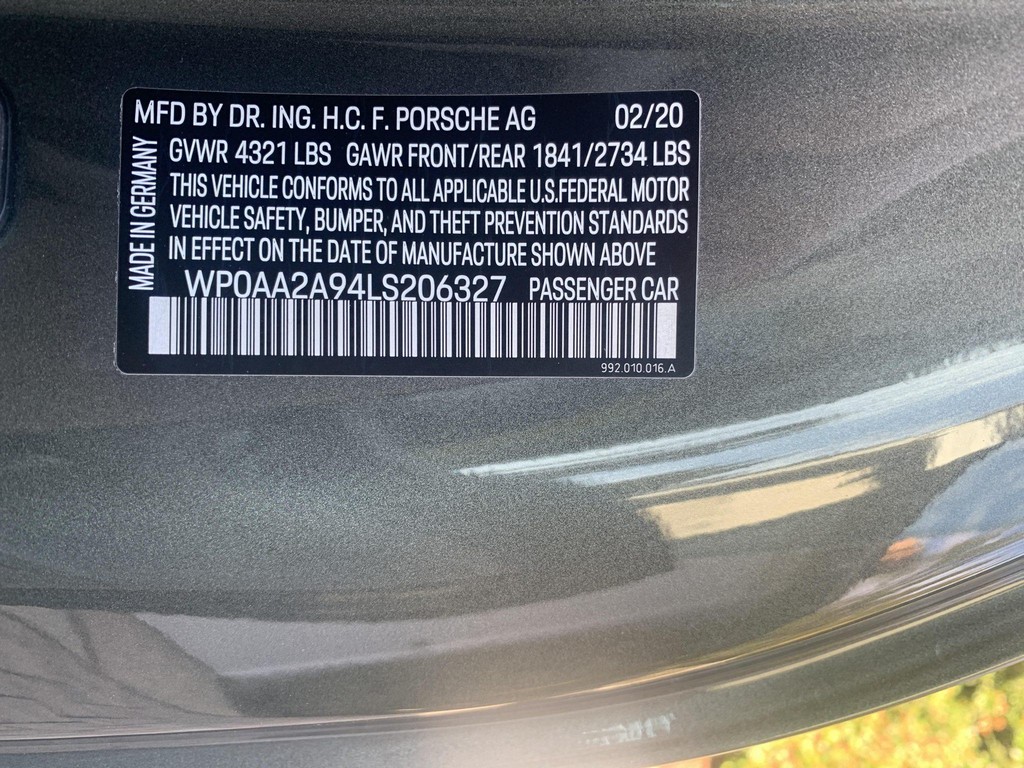 MFD BY DR. ING. H.C. F. PORSCHE AG 02/20
GVWR 4321 LBS GAWR FRONT/REAR 1841/2734 LBS
THIS VEHICLE CONFORMS TO ALL APPLICABLE U.S.FEDERAL MOTOR
VEHICLE SAFETY, BUMPER, AND THEFT PREVENTION STANDARDS
IN EFFECT ON THE DATE OF MANUFACTURE SHOWN ABOVE
MADE IN GERMANY
WP0AA2A94LS206327 PASSENGER CAR
992.010.016.A